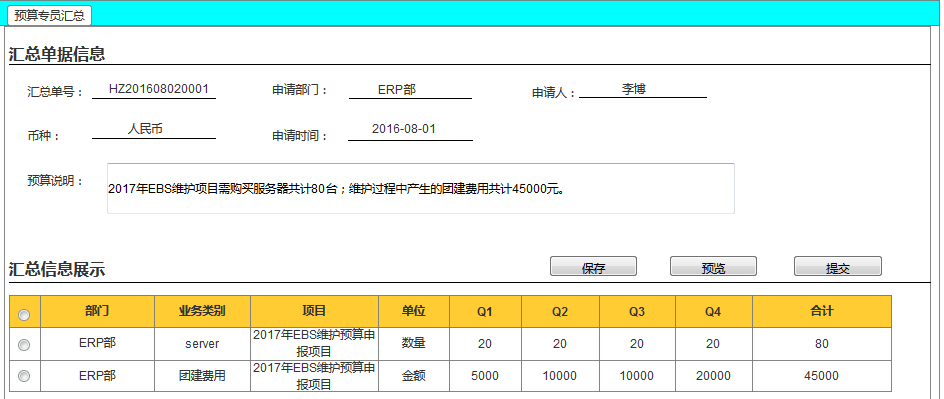 预算专员汇总
汇总单据信息
汇总单号： HZ201608020001 申请部门： ERP部 申请人： 李博
币种： 人民币 申请时间： 2016-08-01
预算说明： 2017年EBS维护项目需购买服务器共计80台；维护过程中产生的团建费用共计45000元。
汇总信息展示 保存 预览 提交
部门 业务类别 项目 单位 Q1 Q2 Q3 Q4 合计
ERP部 server 2017年EBS维护预算申报项目 数量 20 20 20 20 80
ERP部 团建费用 2017年EBS维护预算申报项目 金额 5000 10000 10000 20000 45000